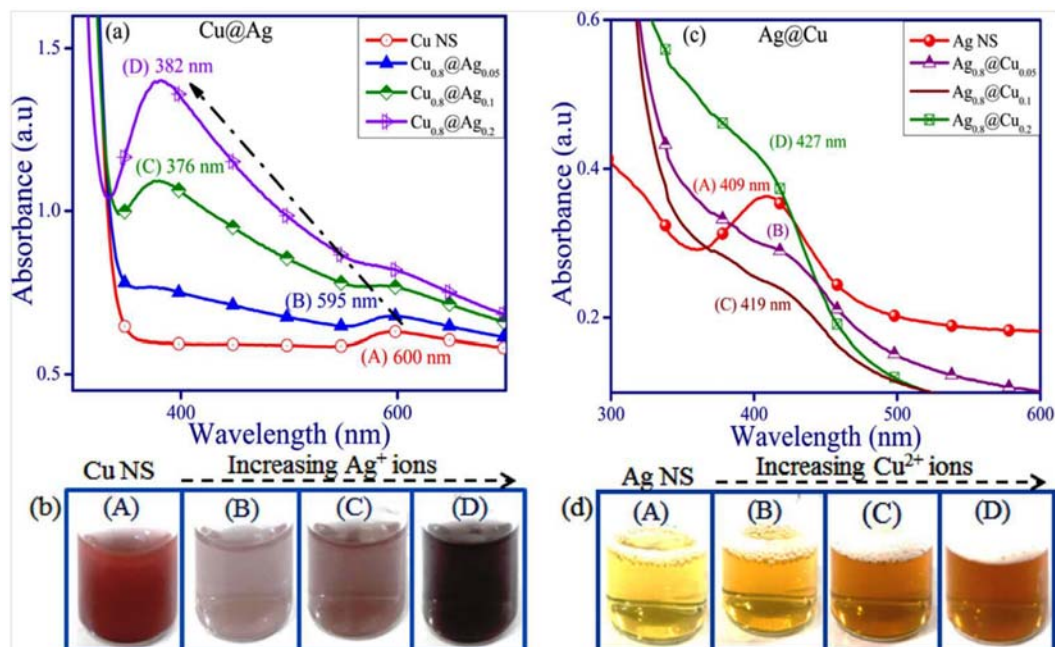 (a) Cu@Ag
Cu NS
Cu0.8@Ag0.05
Cu0.8@Ag0.1
Cu0.8@Ag0.2
(D) 382 nm
(C) 376 nm
(B) 595 nm
(A) 600 nm
1.5
1.0
0.5
Absorbance (a.u)
400 600
Wavelength (nm)
(c) Ag@Cu
Ag NS
Ag0.8@Cu0.05
Ag0.8@Cu0.1
Ag0.8@Cu0.2
(D) 427 nm
(A) 409 nm
(B)
(C) 419 nm
0.6
0.4
0.2
Absorbance (a.u)
300 400 500 600
Wavelength (nm)
Cu NS Increasing Ag+ ions
(b) (A) (B) (C) (D)
Ag NS Increasing Cu2+ ions
(d) (A) (B) (C) (D)